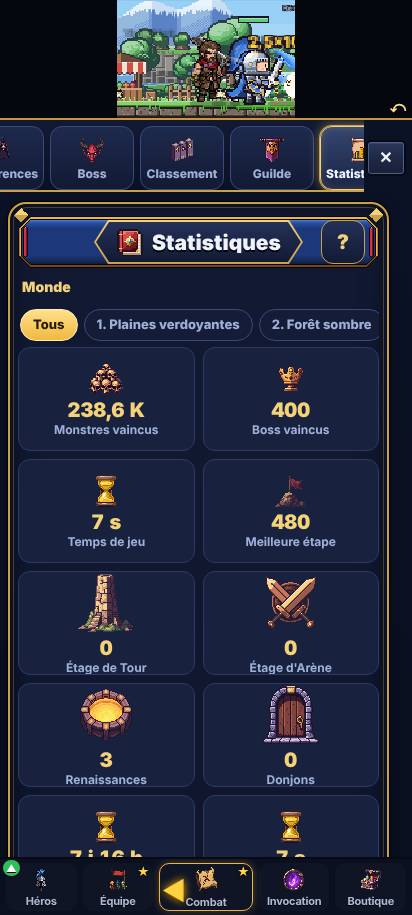 Boss
Classement
Guilde
Statistiques
?
Monde
Tous
1. Plaines verdoyantes
2. Forêt sombre
238,6 K
Monstres vaincus
400
Boss vaincus
7 s
Temps de jeu
480
Meilleure étape
0
Étage de Tour
0
Étage d'Arène
3
Renaissances
0
Donjons
Héros
Équipe
Combat
Invocation
Boutique